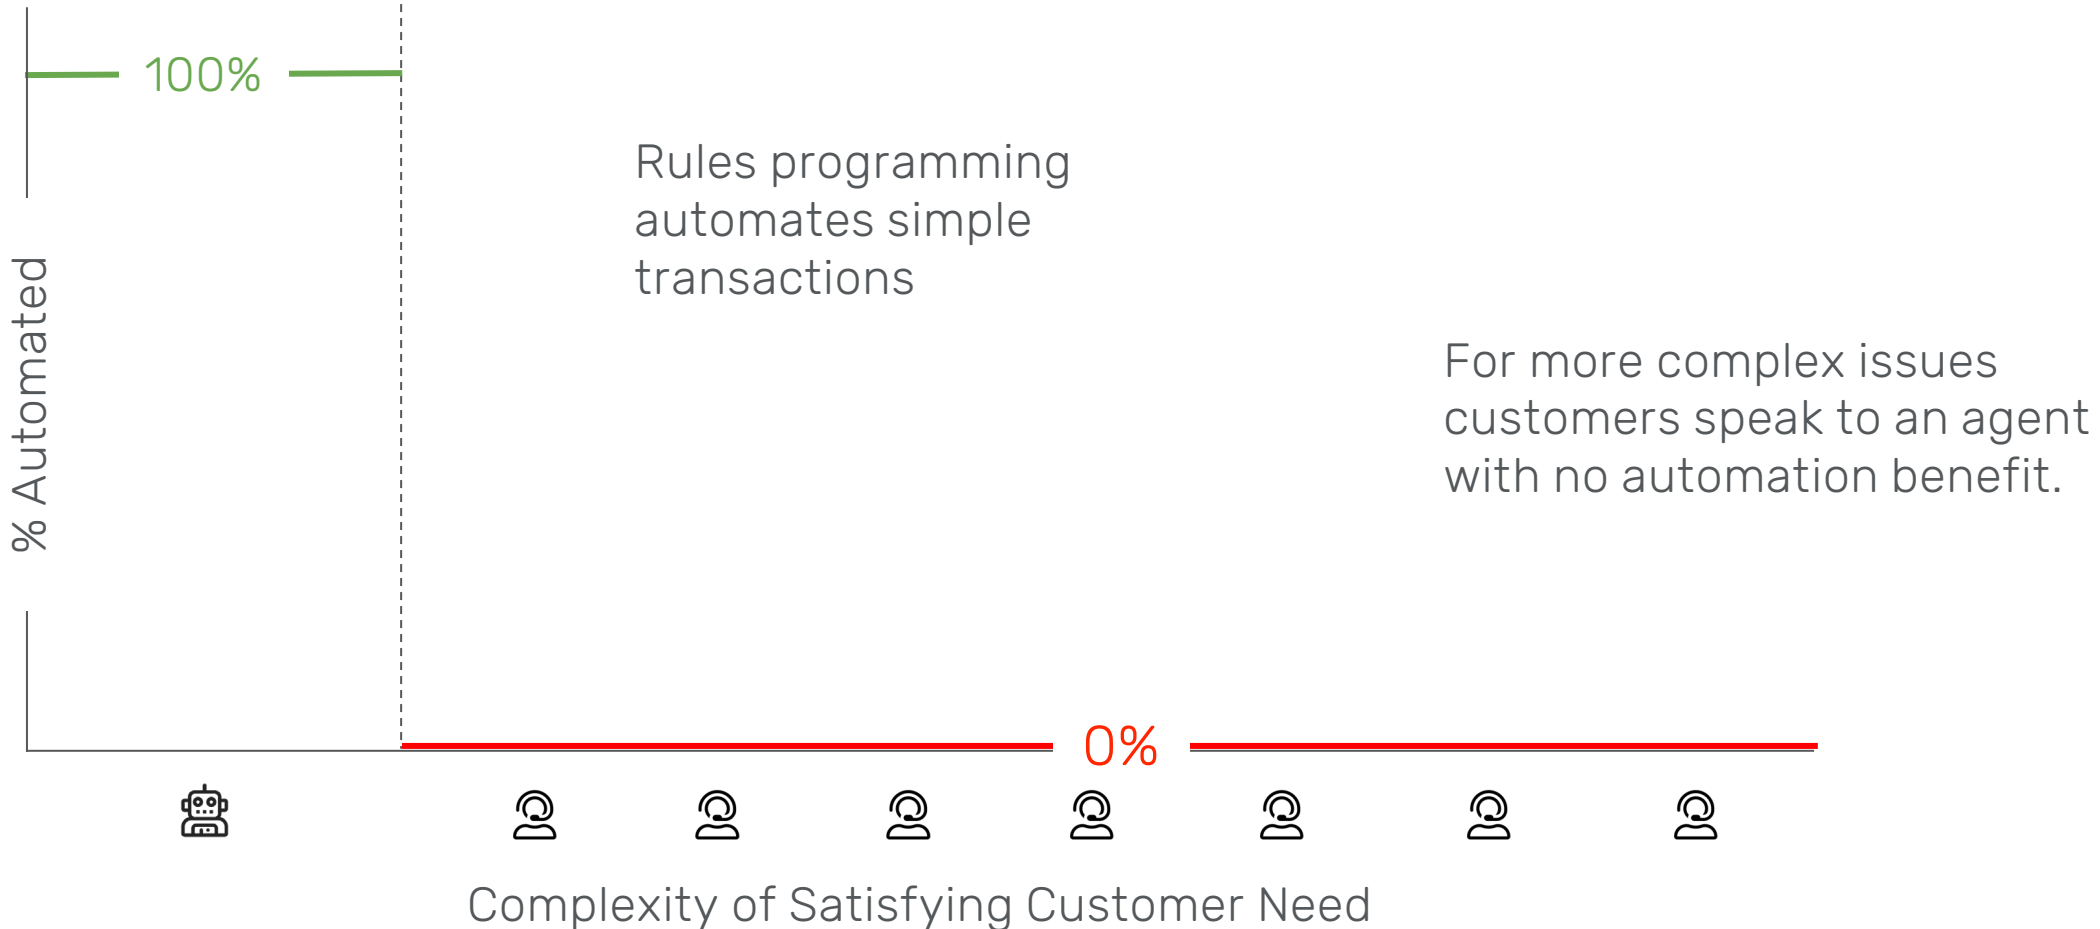 100%
Rules programming
automates simple
transactions
% Automated
For more complex issues
customers speak to an agent
with no automation benefit.
0%
Complexity of Satisfying Customer Need